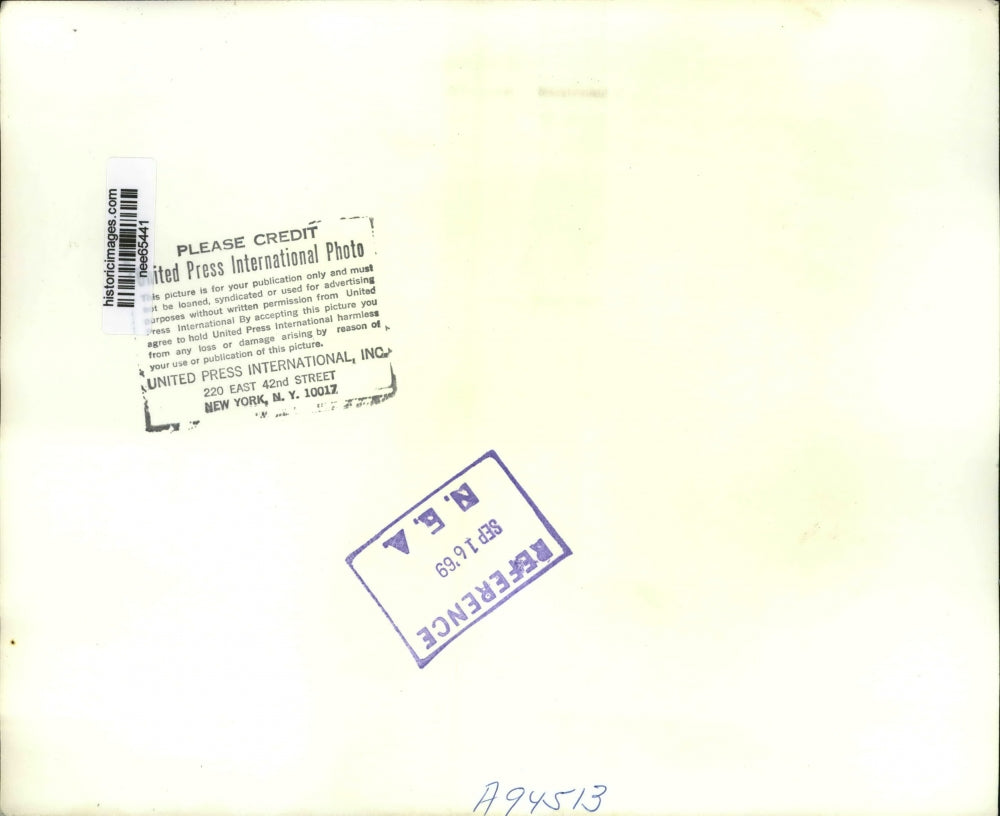 historicimages.com
nee65441
PLEASE CREDIT
United Press International Photo
This picture is for your publication only and must
not be loaned, syndicated or used for advertising
purposes without written permission from United
Press International By accepting this picture you
agree to hold United Press International harmless
from any loss or damage arising by reason of
your use or publication of this picture.
UNITED PRESS INTERNATIONAL, INC.
220 EAST 42nd STREET
NEW YORK, N. Y. 10017
REFERENCE
SEP 16 '69
N. E. A.
A94513